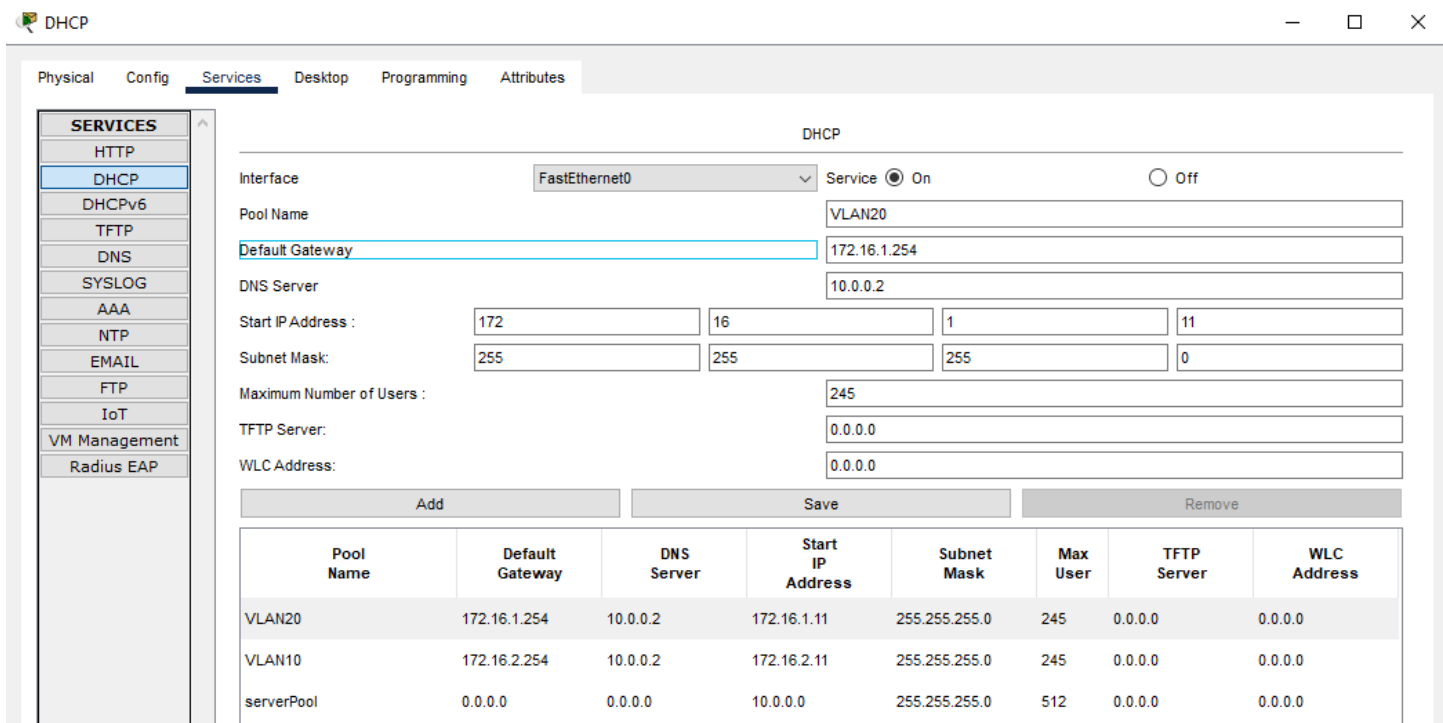 DHCP
Physical Config Services Desktop Programming Attributes
SERVICES
HTTP
DHCP
DHCPv6
TFTP
DNS
SYSLOG
AAA
NTP
EMAIL
FTP
IoT
VM Management
Radius EAP
DHCP
Interface FastEthernet0 Service On Off
Pool Name VLAN20
Default Gateway 172.16.1.254
DNS Server 10.0.0.2
Start IP Address : 172 16 1 11
Subnet Mask: 255 255 255 0
Maximum Number of Users : 245
TFTP Server: 0.0.0.0
WLC Address: 0.0.0.0
Add Save Remove
Pool Name Default Gateway DNS Server Start IP Address Subnet Mask Max User TFTP Server WLC Address
VLAN20 172.16.1.254 10.0.0.2 172.16.1.11 255.255.255.0 245 0.0.0.0 0.0.0.0
VLAN10 172.16.2.254 10.0.0.2 172.16.2.11 255.255.255.0 245 0.0.0.0 0.0.0.0
serverPool 0.0.0.0 0.0.0.0 10.0.0.0 255.255.255.0 512 0.0.0.0 0.0.0.0